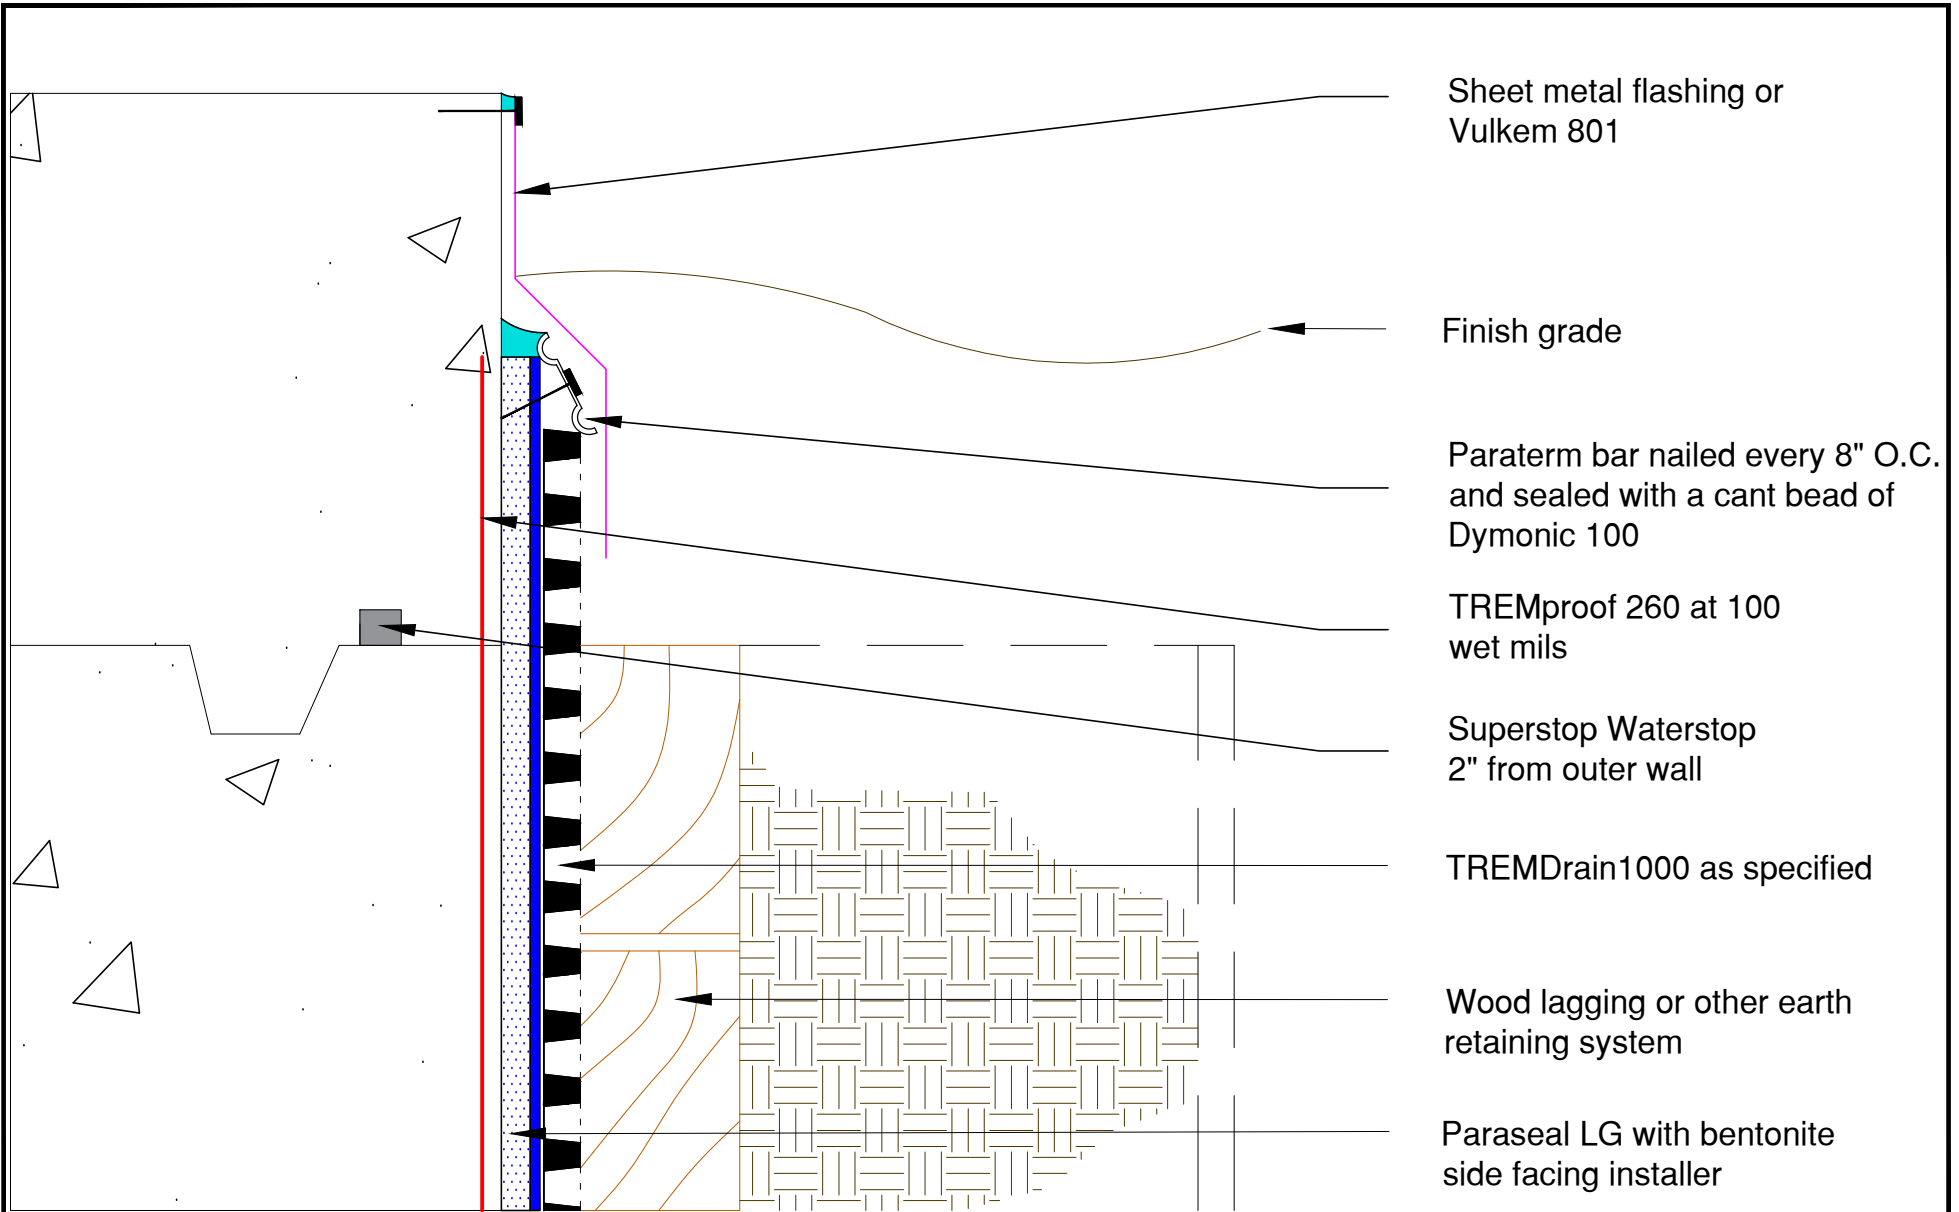 Sheet metal flashing or
Vulkem 801
Finish grade
Paraterm bar nailed every 8" O.C.
and sealed with a cant bead of
Dymonic 100
TREMproof 260 at 100
wet mils
Superstop Waterstop
2" from outer wall
TREMDrain1000 as specified
Wood lagging or other earth
retaining system
Paraseal LG with bentonite
side facing installer